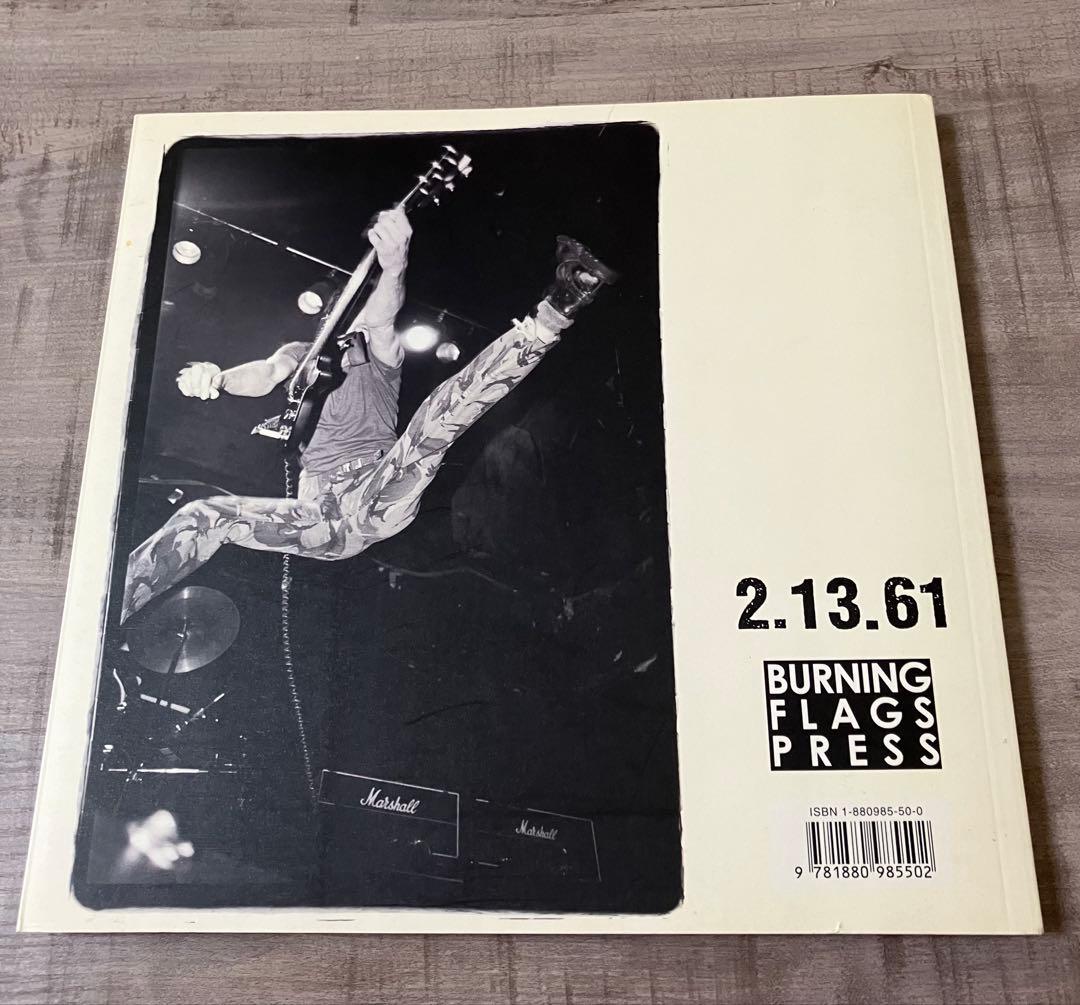 Marshall
Marshall
2.13.61
BURNING
FLAGS
PRESS
ISBN 1-880985-50-0
9 781880 985502